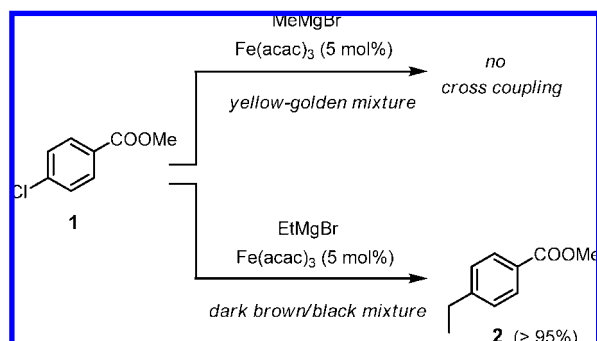 MeMgBr
Fe(acac)3 (5 mol%)
yellow-golden mixture
no
cross coupling
COOMe
Cl
1
EtMgBr
Fe(acac)3 (5 mol%)
dark brown/black mixture
COOMe
2 (> 95%)